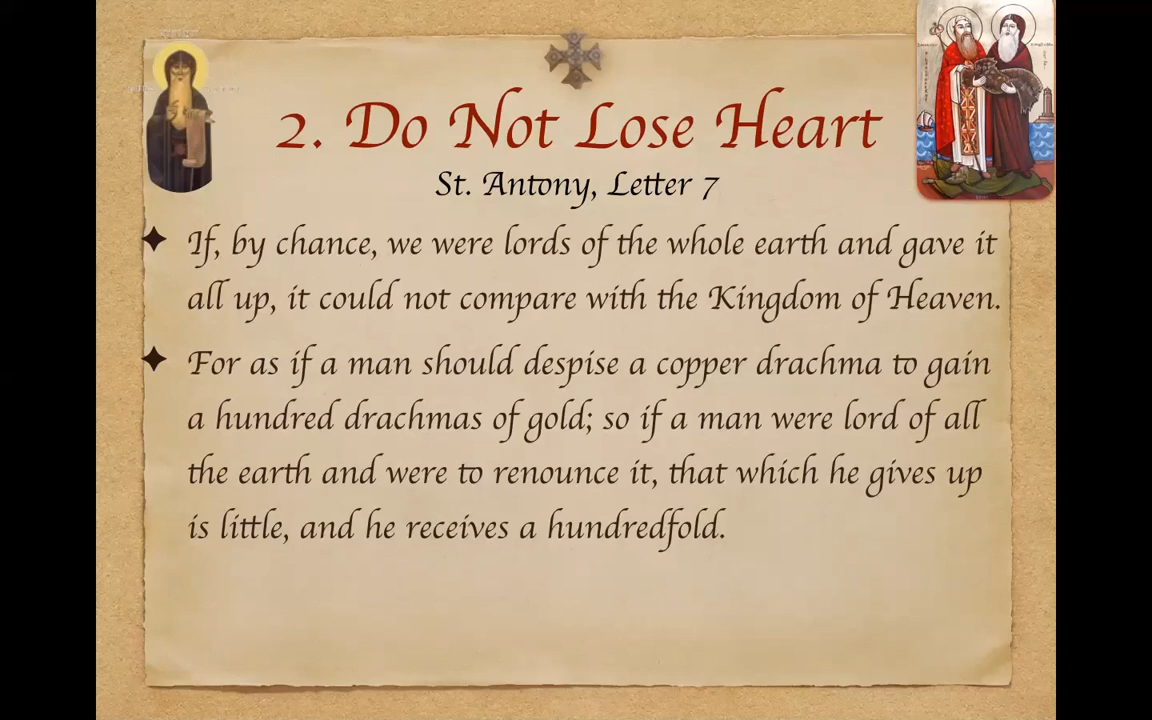 2. Do Not Lose Heart
St. Antony, Letter 7
If, by chance, we were lords of the whole earth and gave it
all up, it could not compare with the Kingdom of Heaven.
For as if a man should despise a copper drachma to gain
a hundred drachmas of gold; so if a man were lord of all
the earth and were to renounce it, that which he gives up
is little, and he receives a hundredfold.